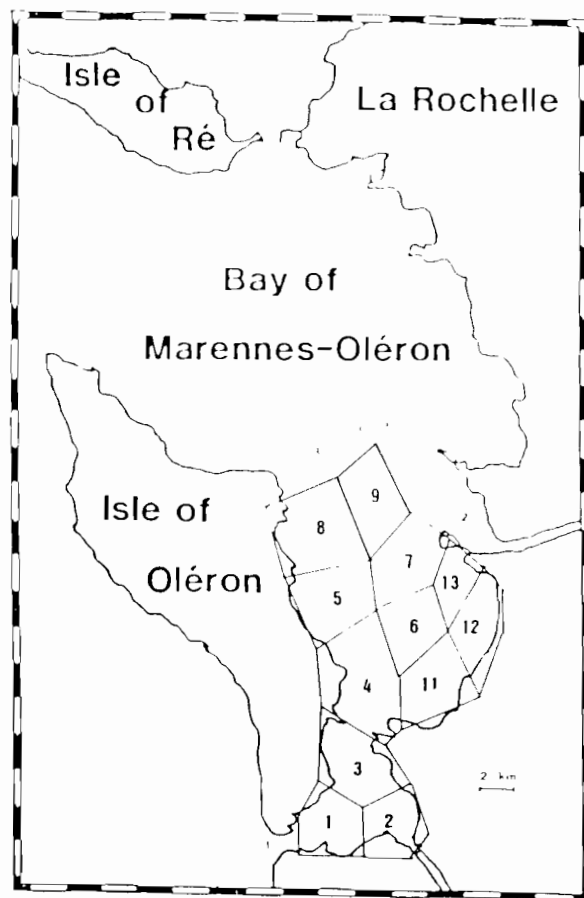 Isle
of
Ré
La Rochelle
Bay of
Marennes-Oléron
Isle of
Oléron
9
8
7
13
5
6
12
4
11
3
2 km
1
2